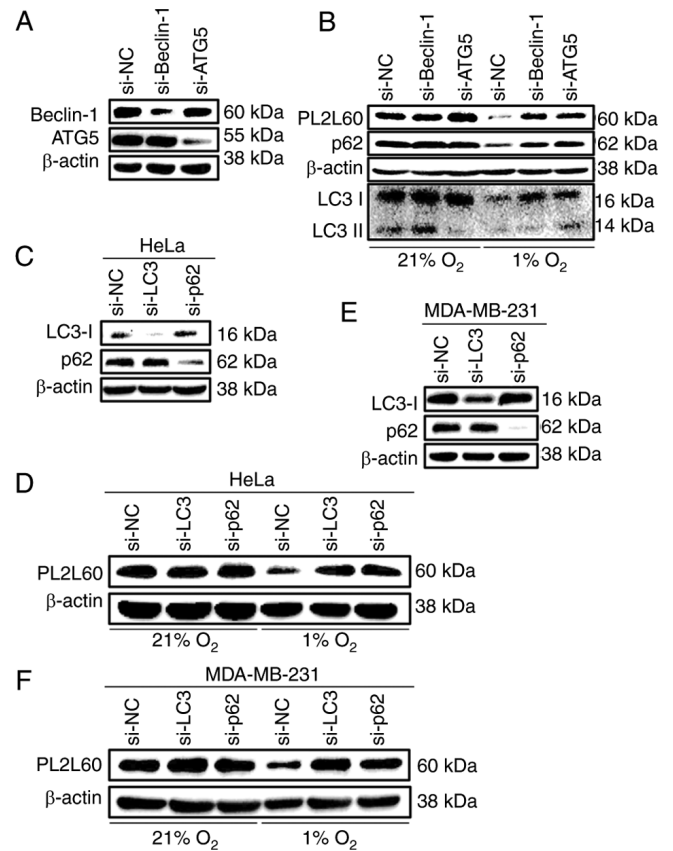 A
si-NC
si-Beclin-1
si-ATG5
Beclin-1
60 kDa
ATG5
55 kDa
β-actin
38 kDa
B
si-NC
si-Beclin-1
si-ATG5
si-NC
si-Beclin-1
si-ATG5
PL2L60
60 kDa
p62
62 kDa
β-actin
38 kDa
LC3 I
16 kDa
LC3 II
14 kDa
21% O2
1% O2
C
HeLa
si-NC
si-LC3
si-p62
LC3-I
16 kDa
p62
62 kDa
β-actin
38 kDa
E
MDA-MB-231
si-NC
si-LC3
si-p62
LC3-I
16 kDa
p62
62 kDa
β-actin
38 kDa
D
HeLa
si-NC
si-LC3
si-p62
si-NC
si-LC3
si-p62
PL2L60
60 kDa
β-actin
38 kDa
21% O2
1% O2
F
MDA-MB-231
si-NC
si-LC3
si-p62
si-NC
si-LC3
si-p62
PL2L60
60 kDa
β-actin
38 kDa
21% O2
1% O2